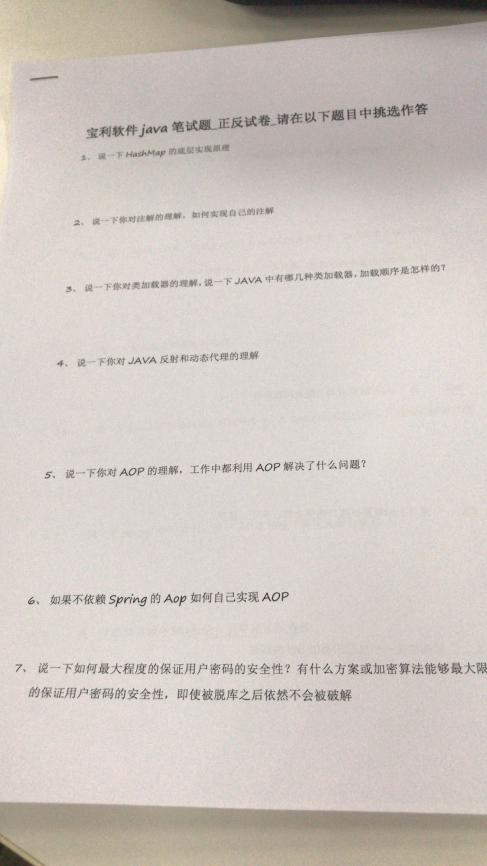 宝利软件java笔试题_正反试卷_请在以下题目中挑选作答
1、 说一下HashMap的底层实现原理
2、 说一下你对注解的理解，如何实现自己的注解
3、 说一下你对类加载器的理解，说一下JAVA中有哪几种类加载器，加载顺序是怎样的？
4、 说一下你对JAVA反射和动态代理的理解
5、 说一下你对AOP的理解，工作中都利用AOP解决了什么问题？
6、 如果不依赖Spring的Aop如何自己实现AOP
7、 说一下如何最大程度的保证用户密码的安全性？有什么方案或加密算法能够最大限
的保证用户密码的安全性，即使被脱库之后依然不会被破解